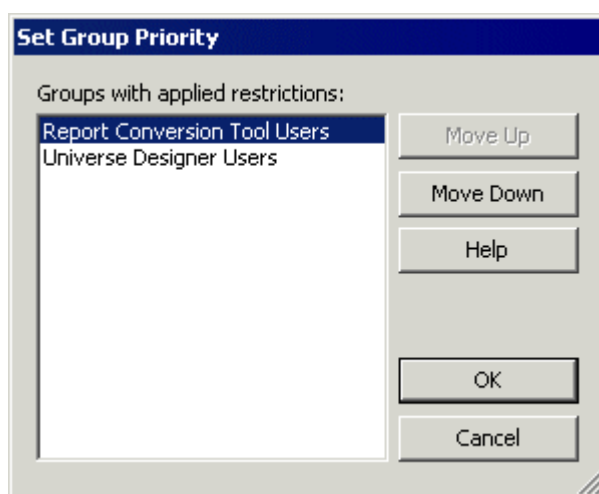 Set Group Priority
Groups with applied restrictions:
Report Conversion Tool Users
Universe Designer Users
Move Up
Move Down
Help
OK
Cancel